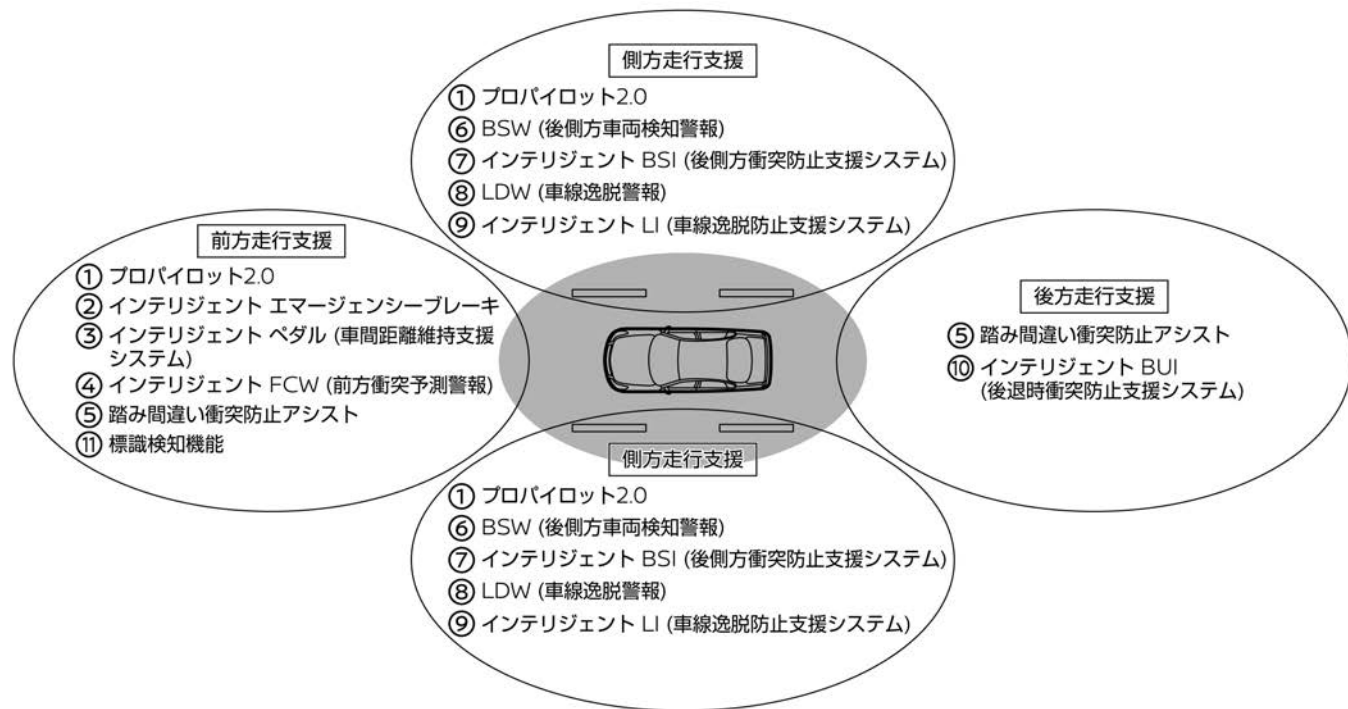 側方走行支援
① プロパイロット2.0
⑥ BSW (後側方車両検知警報)
⑦ インテリジェント BSI (後側方衝突防止支援システム)
⑧ LDW (車線逸脱警報)
⑨ インテリジェント LI (車線逸脱防止支援システム)
前方走行支援
① プロパイロット2.0
② インテリジェント エマージェンシーブレーキ
③ インテリジェント ペダル (車間距離維持支援
システム)
④ インテリジェント FCW (前方衝突予測警報)
⑤ 踏み間違い衝突防止アシスト
⑪ 標識検知機能
後方走行支援
⑤ 踏み間違い衝突防止アシスト
⑩ インテリジェント BUI
(後退時衝突防止支援システム)
側方走行支援
① プロパイロット2.0
⑥ BSW (後側方車両検知警報)
⑦ インテリジェント BSI (後側方衝突防止支援システム)
⑧ LDW (車線逸脱警報)
⑨ インテリジェント LI (車線逸脱防止支援システム)